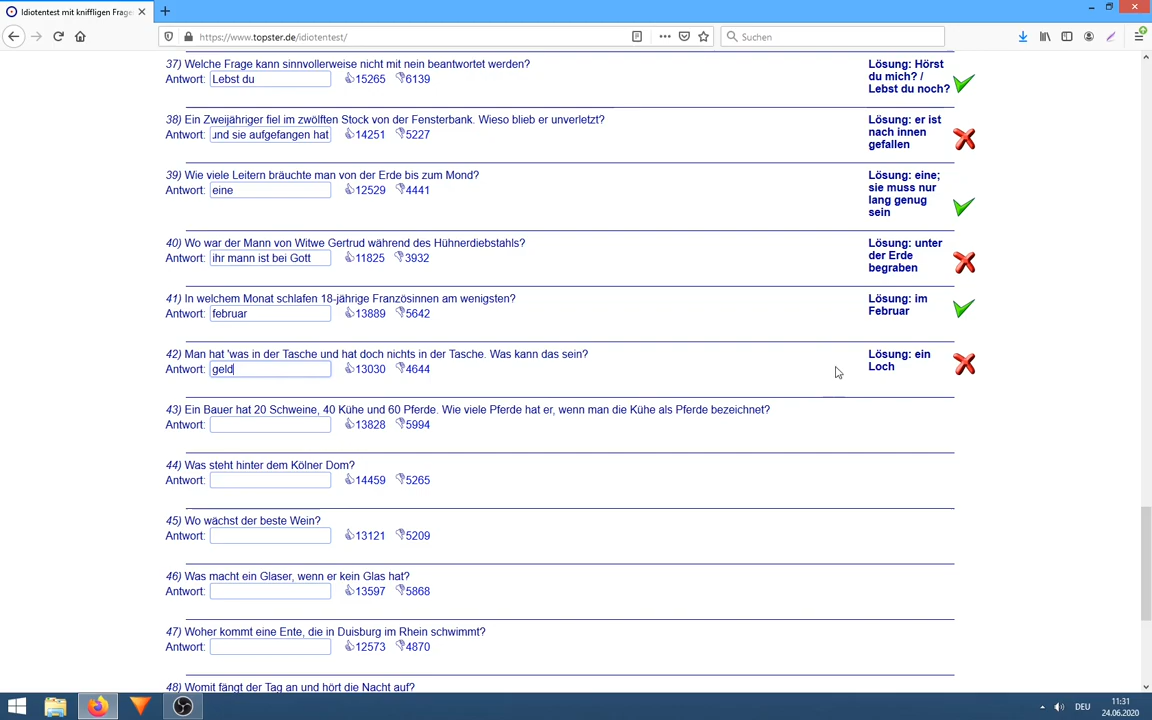 Idiotentest mit kniffligen Frage
https://www.topster.de/idiotentest/
Suchen
37) Welche Frage kann sinnvollerweise nicht mit nein beantwortet werden?
Antwort: Lebst du 15265 6139
Lösung: Hörst
du mich? /
Lebst du noch?
38) Ein Zweijähriger fiel im zwölften Stock von der Fensterbank. Wieso blieb er unverletzt?
Antwort: und sie aufgefangen hat 14251 5227
Lösung: er ist
nach innen
gefallen
39) Wie viele Leitern bräuchte man von der Erde bis zum Mond?
Antwort: eine 12529 4441
Lösung: eine;
sie muss nur
lang genug
sein
40) Wo war der Mann von Witwe Gertrud während des Hühnerdiebstahls?
Antwort: ihr mann ist bei Gott 11825 3932
Lösung: unter
der Erde
begraben
41) In welchem Monat schlafen 18-jährige Französinnen am wenigsten?
Antwort: februar 13889 5642
Lösung: im
Februar
42) Man hat 'was in der Tasche und hat doch nichts in der Tasche. Was kann das sein?
Antwort: geld 13030 4644
Lösung: ein
Loch
43) Ein Bauer hat 20 Schweine, 40 Kühe und 60 Pferde. Wie viele Pferde hat er, wenn man die Kühe als Pferde bezeichnet?
Antwort: 13828 5994
44) Was steht hinter dem Kölner Dom?
Antwort: 14459 5265
45) Wo wächst der beste Wein?
Antwort: 13121 5209
46) Was macht ein Glaser, wenn er kein Glas hat?
Antwort: 13597 5868
47) Woher kommt eine Ente, die in Duisburg im Rhein schwimmt?
Antwort: 12573 4870
48) Womit fängt der Tag an und hört die Nacht auf?
DEU
11:31
24.06.2020